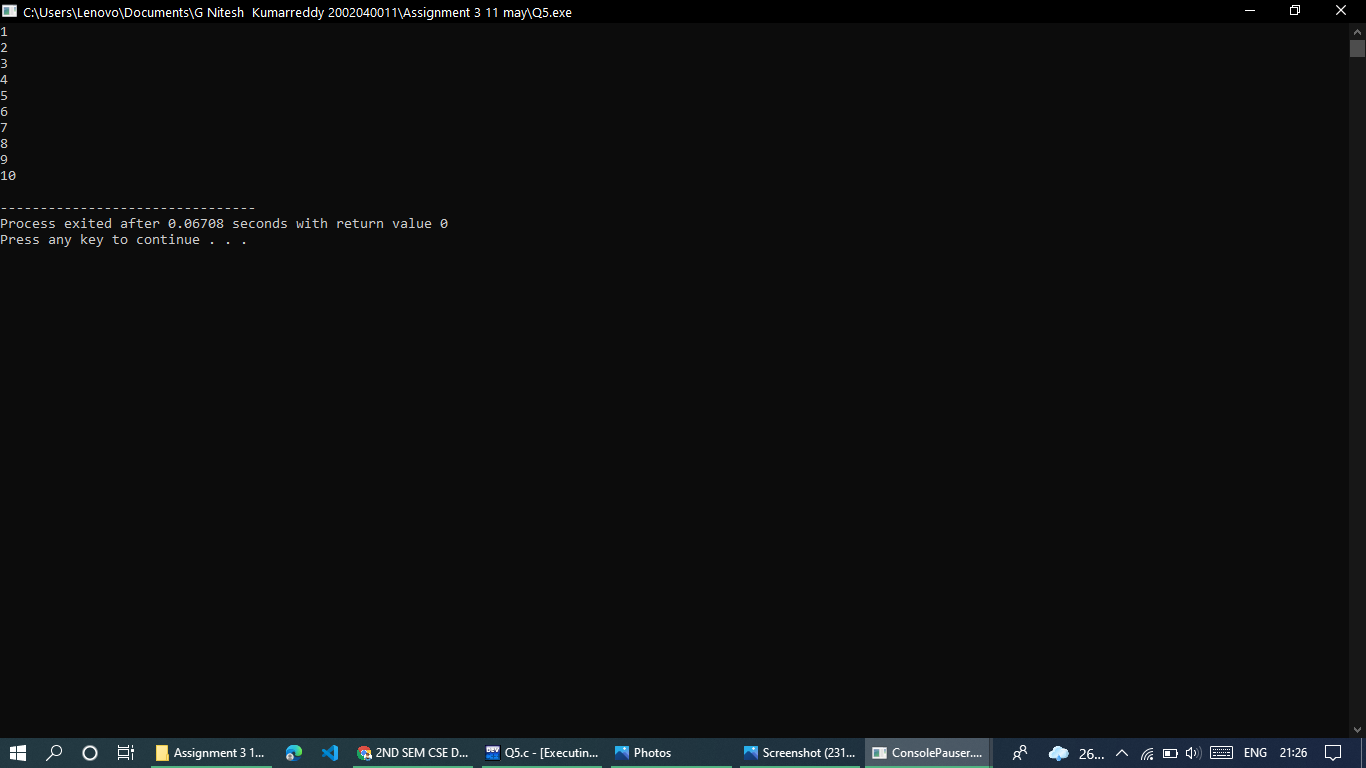 C:\Users\Lenovo\Documents\G Nitesh  Kumarreddy 2002040011\Assignment 3 11 may\Q5.exe
1
2
3
4
5
6
7
8
9
10
--------------------------------
Process exited after 0.06708 seconds with return value 0
Press any key to continue . . .
Assignment 3 1... 2ND SEM CSE D... DEV Q5.c - [Executin... Photos Screenshot (231... ConsolePauser.... 26... ENG 21:26